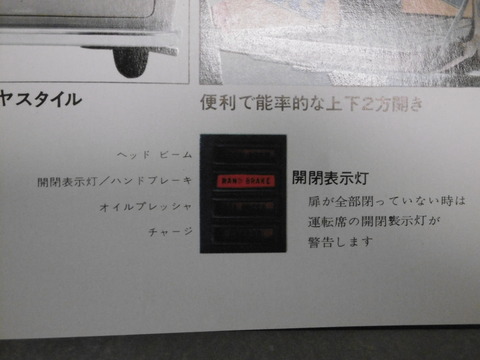 ヤスタイル
便利で能率的な上下2方開き
ヘッド ビーム
開閉表示灯/ハンドブレーキ
オイルプレッシャ
チャージ
開閉表示灯
扉が全部閉っていない時は
運転席の開閉表示灯が
警告します